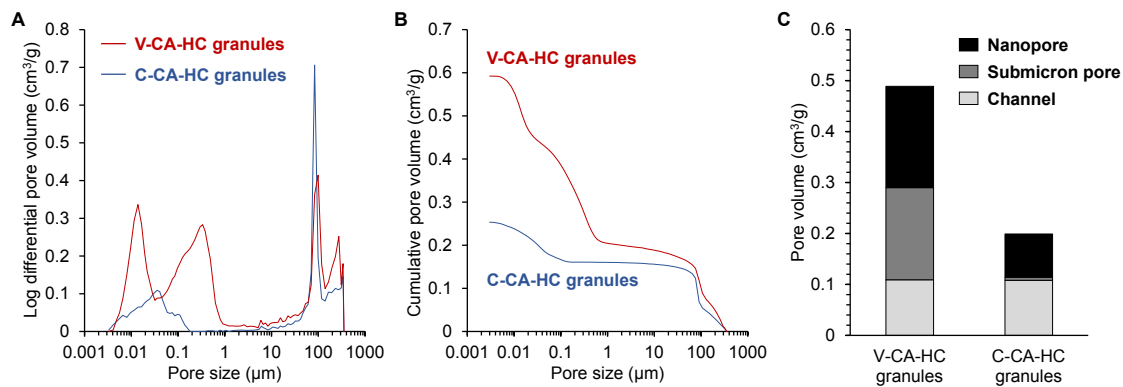 A
V-CA-HC granules
C-CA-HC granules
Log differential pore volume (cm³/g)
0.8
0.7
0.6
0.5
0.4
0.3
0.2
0.1
0
0.001 0.01 0.1 1 10 100 1000
Pore size (µm)
B
V-CA-HC granules
C-CA-HC granules
Cumulative pore volume (cm³/g)
0.7
0.6
0.5
0.4
0.3
0.2
0.1
0
0.001 0.01 0.1 1 10 100 1000
Pore size (µm)
C
Nanopore
Submicron pore
Channel
Pore volume (cm³/g)
0.6
0.5
0.4
0.3
0.2
0.1
0
V-CA-HC
granules
C-CA-HC
granules